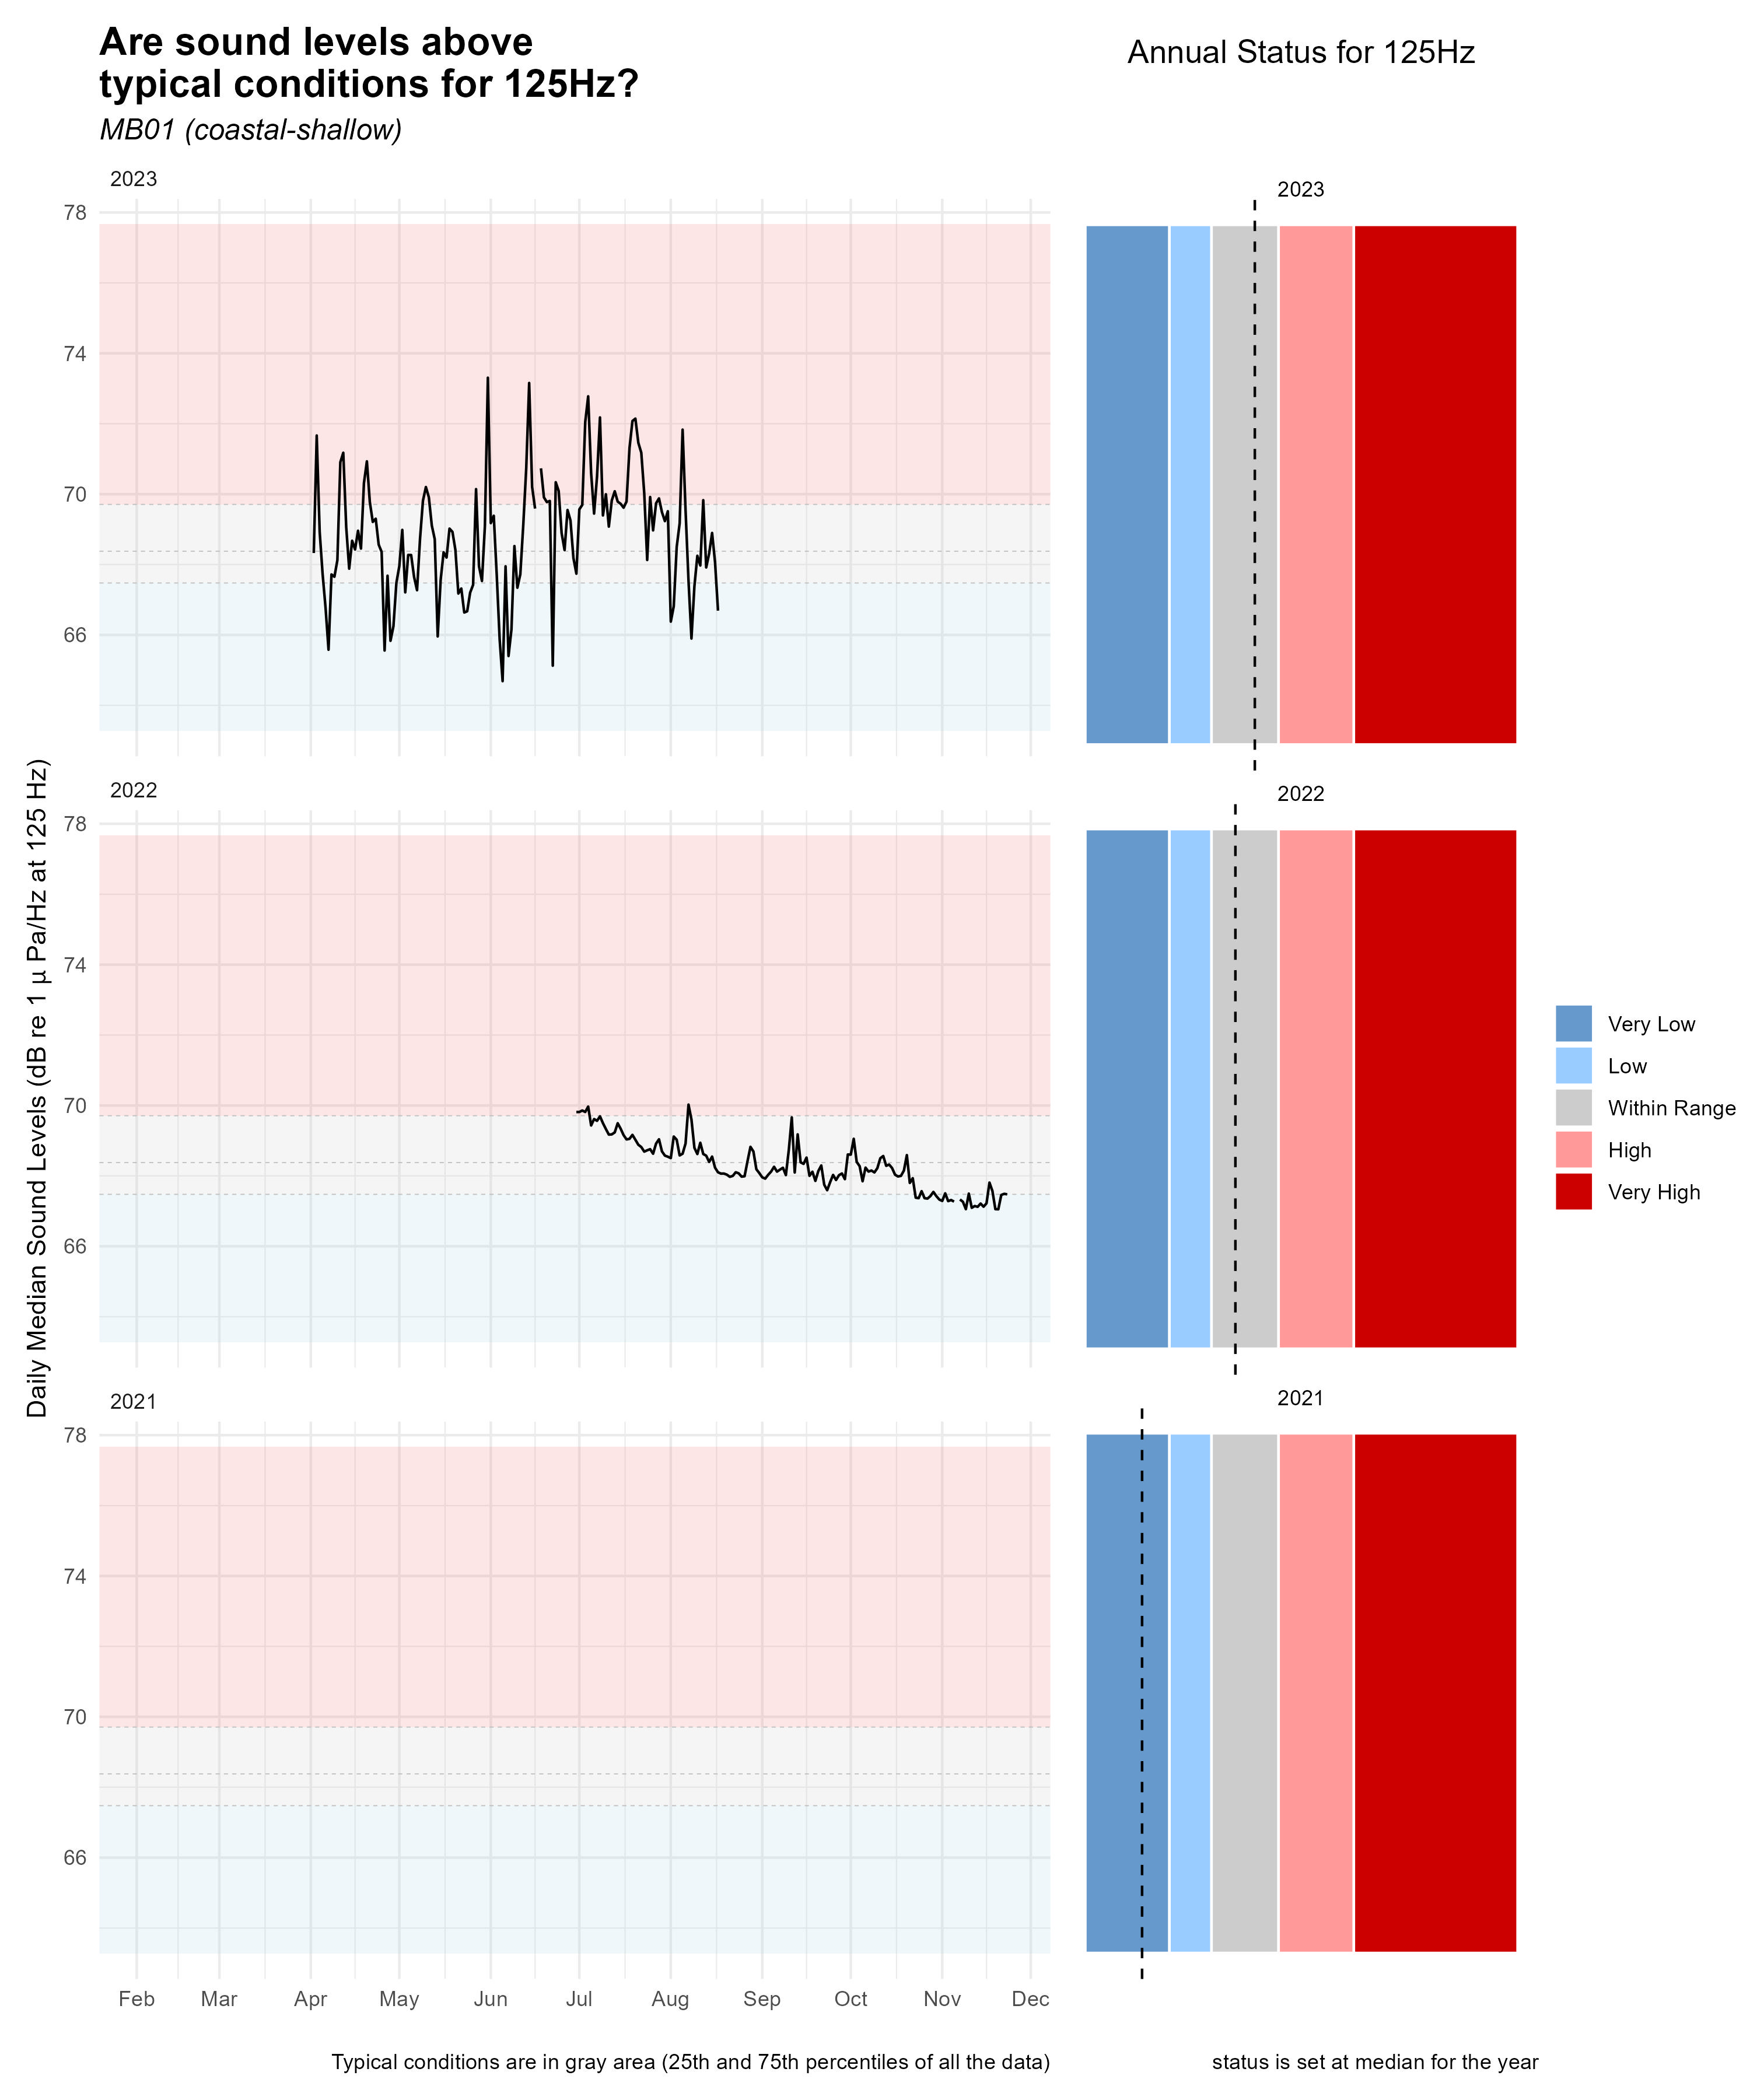 Are sound levels above
typical conditions for 125Hz?
MB01 (coastal-shallow)
Annual Status for 125Hz
Daily Median Sound Levels (dB re 1 µ Pa/Hz at 125 Hz)
2023
78
74
70
66
2022
78
74
70
66
2021
78
74
70
66
Feb Mar Apr May Jun Jul Aug Sep Oct Nov Dec
Typical conditions are in gray area (25th and 75th percentiles of all the data)
2023
2022
2021
status is set at median for the year
Very Low
Low
Within Range
High
Very High